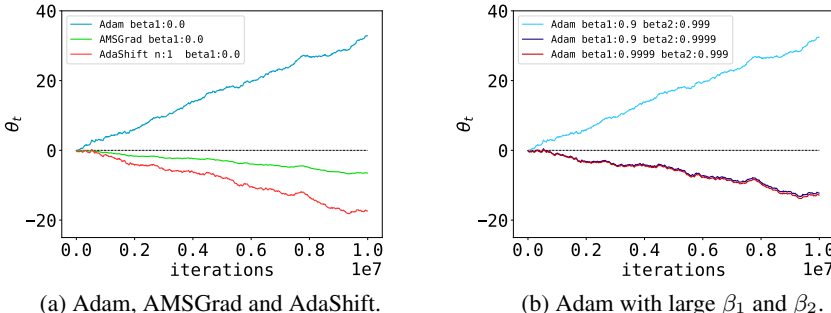 Adam beta1:0.0
AMSGrad beta1:0.0
AdaShift n:1 beta1:0.0
40
20
0
−20
θt
0.0 0.2 0.4 0.6 0.8 1.0
1e7
iterations
(a) Adam, AMSGrad and AdaShift.
Adam beta1:0.9 beta2:0.999
Adam beta1:0.9 beta2:0.9999
Adam beta1:0.9999 beta2:0.999
40
20
0
−20
θt
0.0 0.2 0.4 0.6 0.8 1.0
1e7
iterations
(b) Adam with large β1 and β2.